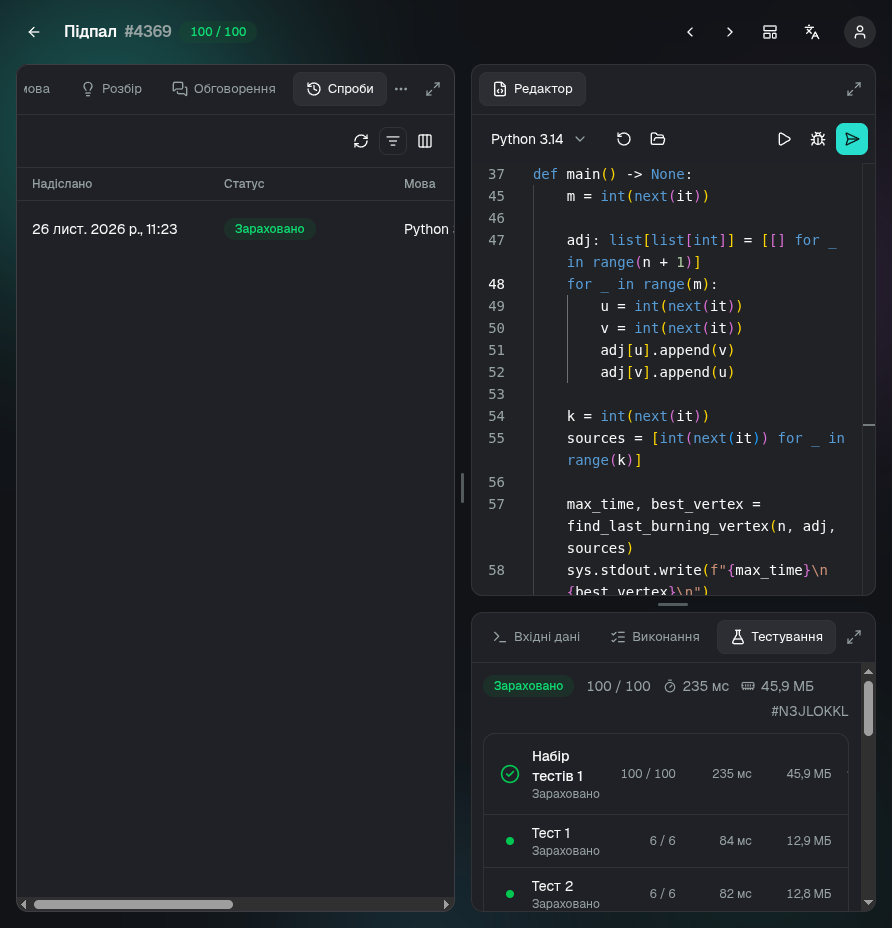 Підпал #4369 100 / 100
Розбір Обговорення Спроби
Надіслано Статус Мова
26 лист. 2026 р., 11:23 Зараховано Python
Редактор
Python 3.14
37 def main() -> None:
45 m = int(next(it))
46
47 adj: list[list[int]] = [[] for _
in range(n + 1)]
48 for _ in range(m):
49 u = int(next(it))
50 v = int(next(it))
51 adj[u].append(v)
52 adj[v].append(u)
53
54 k = int(next(it))
55 sources = [int(next(it)) for _ in
range(k)]
56
57 max_time, best_vertex =
find_last_burning_vertex(n, adj,
sources)
58 sys.stdout.write(f"{max_time}\n
{best_vertex}\n")
Вхідні дані Виконання Тестування
Зараховано 100 / 100 235 мс 45,9 МБ
#N3JLOKKL
Набір
тестів 1 100 / 100 235 мс 45,9 МБ
Зараховано
Тест 1 6 / 6 84 мс 12,9 МБ
Зараховано
Тест 2 6 / 6 82 мс 12,8 МБ
Зараховано